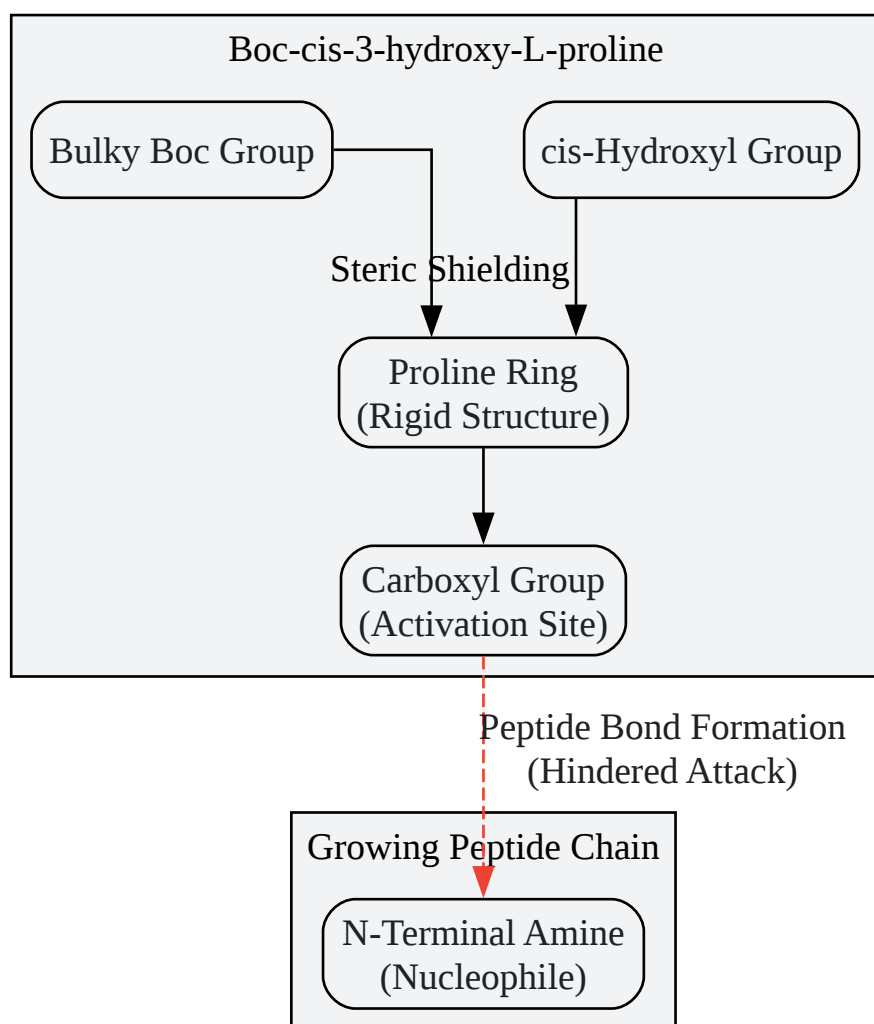 Boc-cis-3-hydroxy-L-proline
Bulky Boc Group
cis-Hydroxyl Group
Steric Shielding
Proline Ring
(Rigid Structure)
Carboxyl Group
(Activation Site)
Peptide Bond Formation
(Hindered Attack)
Growing Peptide Chain
N-Terminal Amine
(Nucleophile)